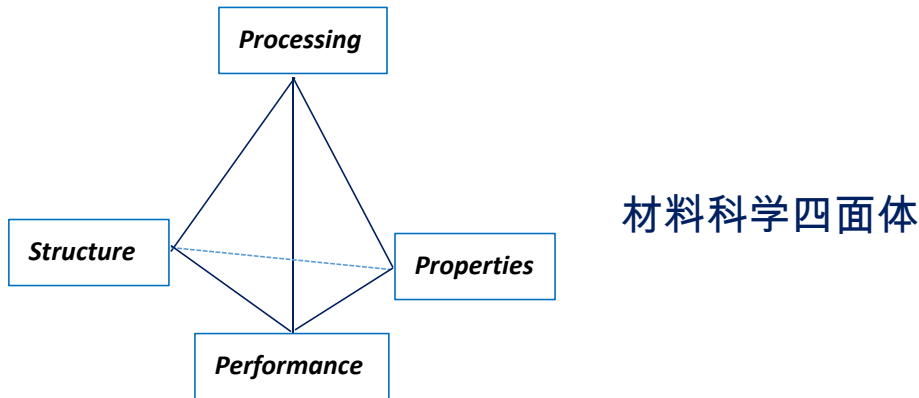 Processing
Structure
材料科学四面体
Properties
Performance